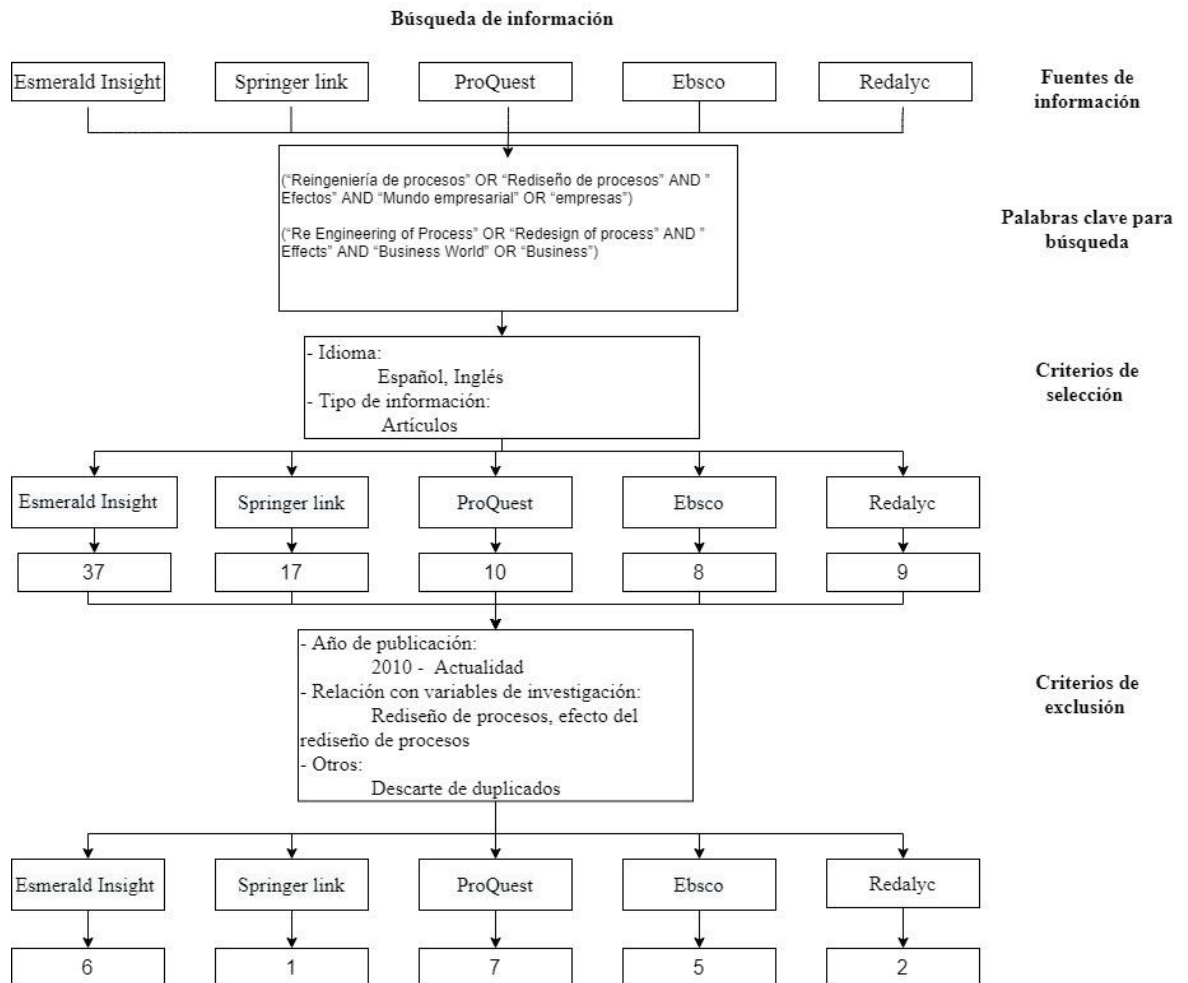 Búsqueda de información
Esmerald Insight
Springer link
ProQuest
Ebsco
Redalyc
Fuentes de
información
(“Reingeniería de procesos” OR “Rediseño de procesos” AND ”
Efectos” AND “Mundo empresarial” OR “empresas”)
(“Re Engineering of Process” OR “Redesign of process” AND ”
Effects” AND “Business World” OR “Business”)
Palabras clave para
búsqueda
- Idioma:
Español, Inglés
- Tipo de información:
Artículos
Criterios de
selección
Esmerald Insight
Springer link
ProQuest
Ebsco
Redalyc
37
17
10
8
9
- Año de publicación:
2010 - Actualidad
- Relación con variables de investigación:
Rediseño de procesos, efecto del
rediseño de procesos
- Otros:
Descarte de duplicados
Criterios de
exclusión
Esmerald Insight
Springer link
ProQuest
Ebsco
Redalyc
6
1
7
5
2